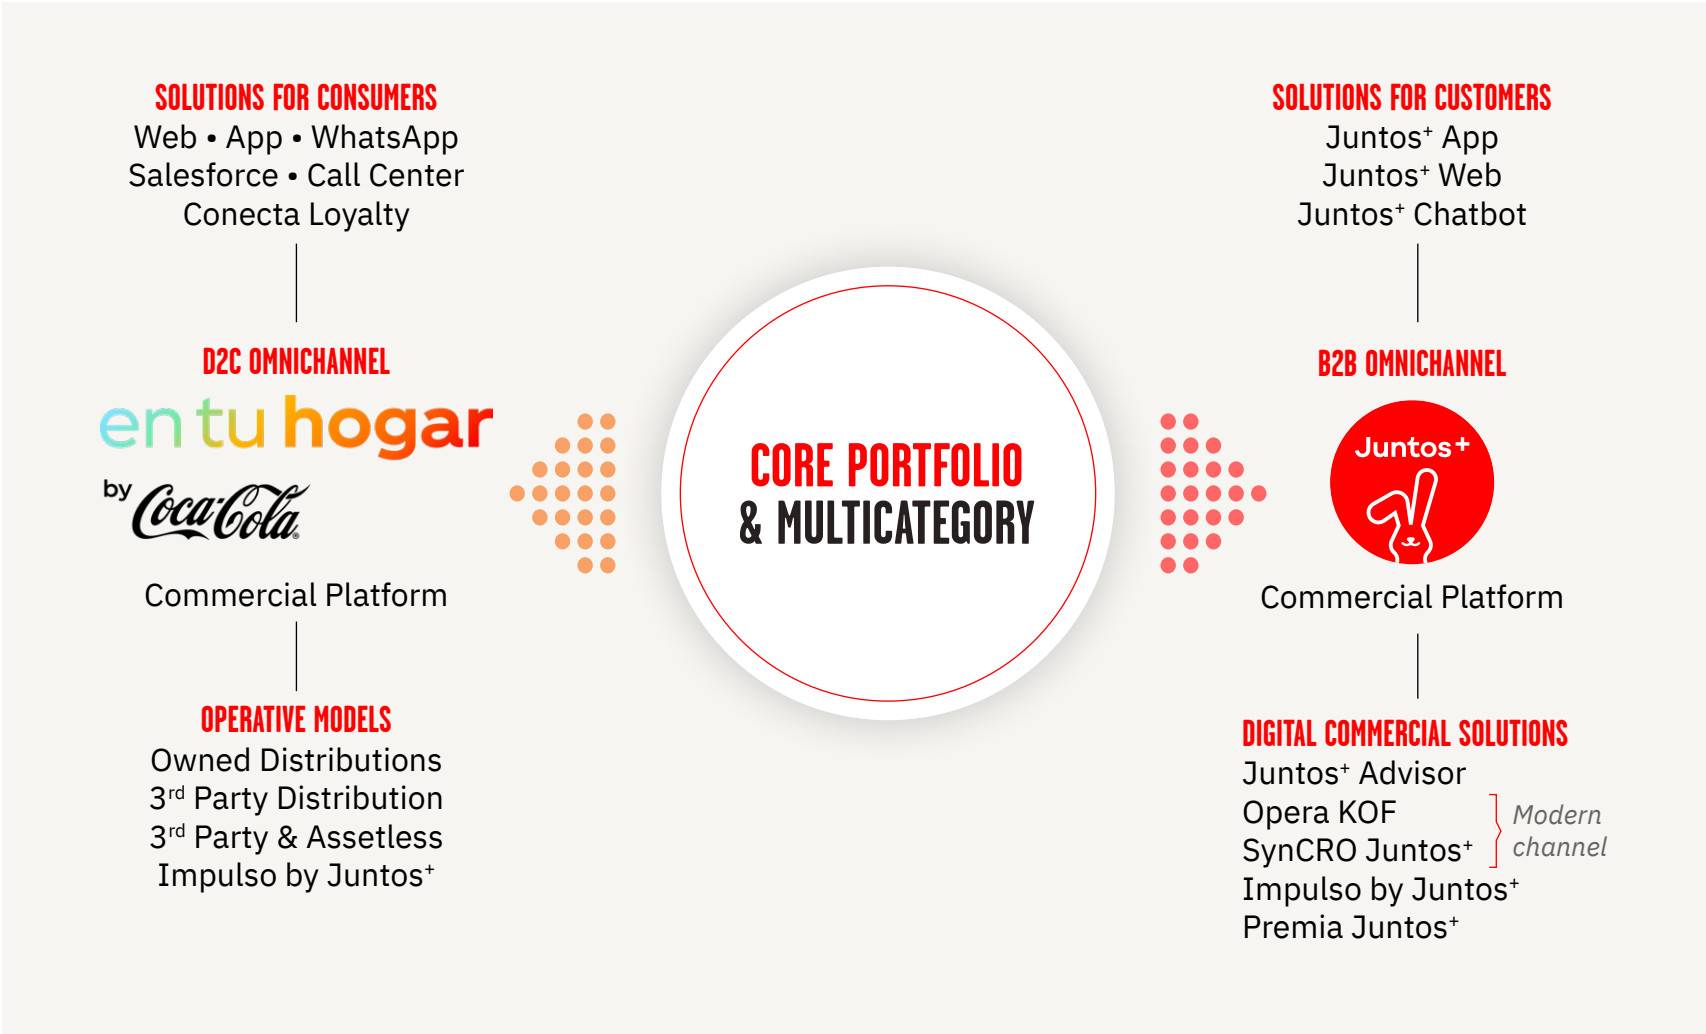 SOLUTIONS FOR CONSUMERS
Web • App • WhatsApp
Salesforce • Call Center
Conecta Loyalty
D2C OMNICHANNEL
en tu hogar
by Coca-Cola®
Commercial Platform
OPERATIVE MODELS
Owned Distributions
3rd Party Distribution
3rd Party & Assetless
Impulso by Juntos+
CORE PORTFOLIO
& MULTICATEGORY
SOLUTIONS FOR CUSTOMERS
Juntos+ App
Juntos+ Web
Juntos+ Chatbot
B2B OMNICHANNEL
Juntos+
Commercial Platform
DIGITAL COMMERCIAL SOLUTIONS
Juntos+ Advisor
Opera KOF
SynCRO Juntos+
Modern
channel
Impulso by Juntos+
Premia Juntos+